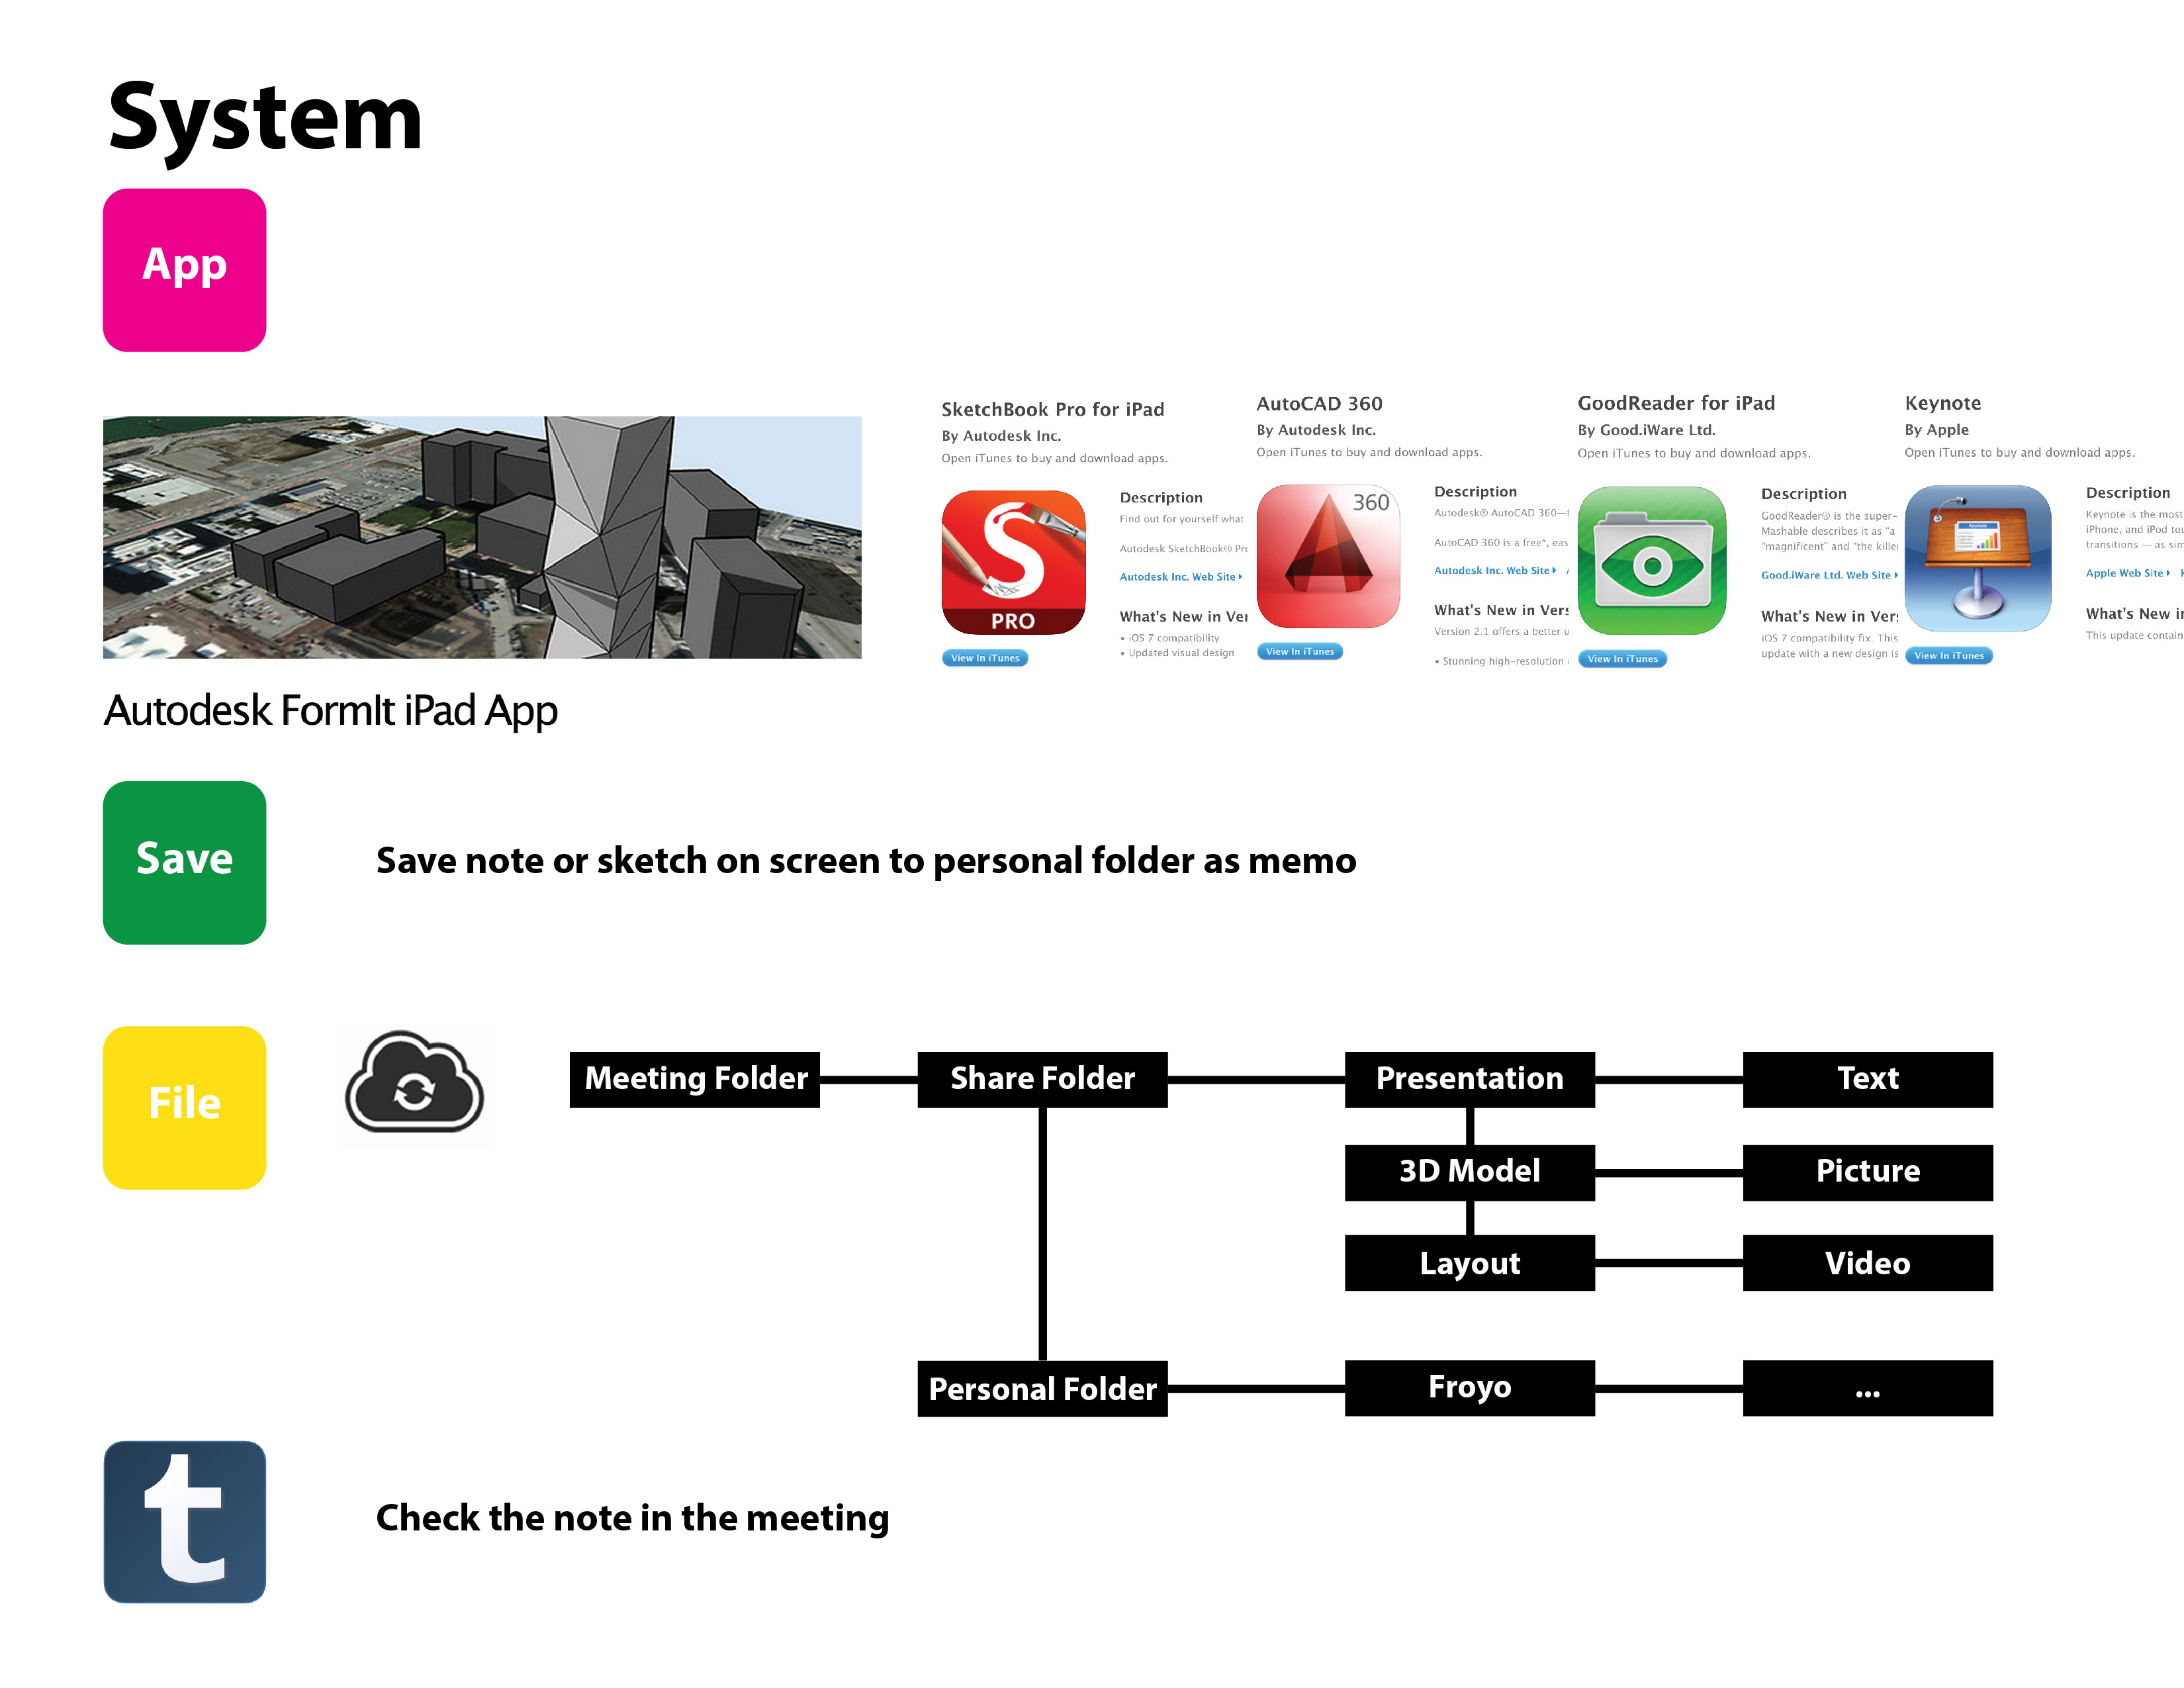 System
App
SketchBook Pro for iPad
By Autodesk Inc.
Open iTunes to buy and download apps.
Description
Find out for yourself what
Autodesk SketchBook® Pro
Autodesk Inc. Web Site
What's New in Ver
• iOS 7 compatibility
• Updated visual design
PRO
View In iTunes
AutoCAD 360
By Autodesk Inc.
Open iTunes to buy and download apps.
360
Description
Autodesk® AutoCAD 360—
AutoCAD 360 is a free*, eas
Autodesk Inc. Web Site
What's New in Vers
Version 2.1 offers a better u
• Stunning high-resolution
View In iTunes
GoodReader for iPad
By Good.iWare Ltd.
Open iTunes to buy and download apps.
Description
GoodReader® is the super-
Mashable describes it as "a
"magnificent" and "the killer
Good.iWare Ltd. Web Site
What's New in Vers
iOS 7 compatibility fix. This
update with a new design is
View In iTunes
Keynote
By Apple
Open iTunes to buy and download apps.
Keynote
Description
Keynote is the most
iPhone, and iPod tou
transitions — as sim
Apple Web Site
What's New in
This update contain
View In iTunes
Autodesk FormIt iPad App
Save
Save note or sketch on screen to personal folder as memo
File
Meeting Folder
Share Folder
Presentation
Text
3D Model
Picture
Layout
Video
Personal Folder
Froyo
...
t
Check the note in the meeting